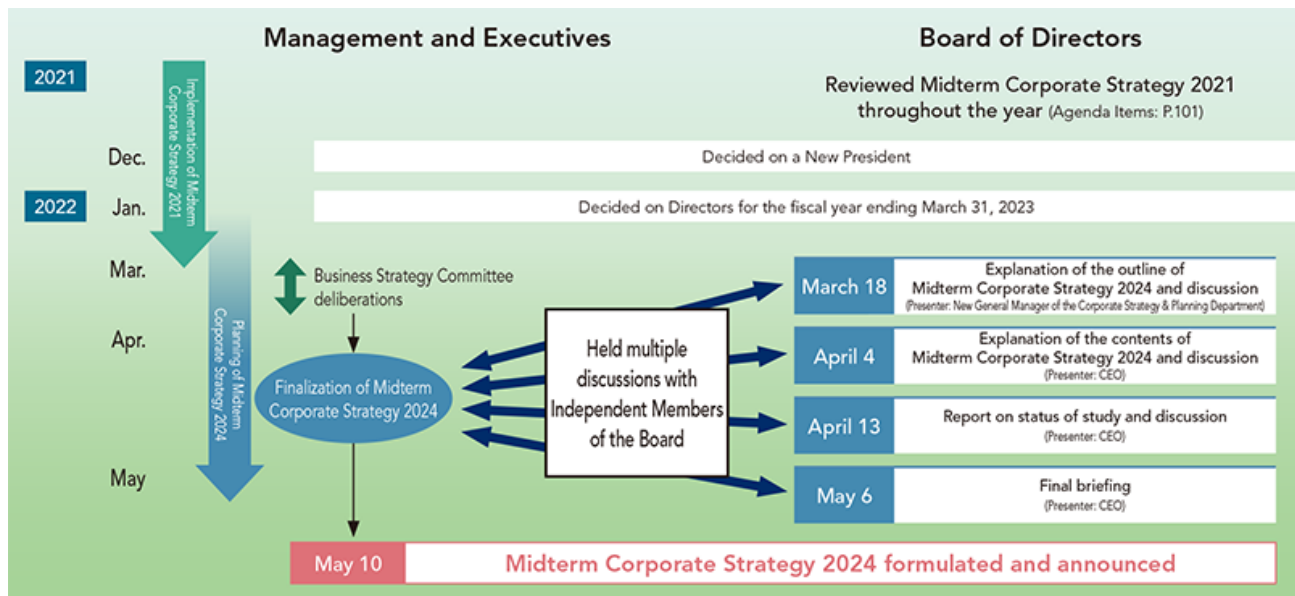 Management and Executives
Board of Directors
2021
Implementation of Midterm
Corporate Strategy 2021
Reviewed Midterm Corporate Strategy 2021
throughout the year (Agenda Items: P.101)
Dec.
Decided on a New President
2022
Jan.
Decided on Directors for the fiscal year ending March 31, 2023
Planning of Midterm
Corporate Strategy 2024
Mar.
Business Strategy Committee
deliberations
March 18
Explanation of the outline of
Midterm Corporate Strategy 2024 and discussion
(Presenter: New General Manager of the Corporate Strategy & Planning Department)
Apr.
Finalization of Midterm
Corporate Strategy 2024
Held multiple
discussions with
Independent Members
of the Board
April 4
Explanation of the contents of
Midterm Corporate Strategy 2024 and discussion
(Presenter: CEO)
April 13
Report on status of study and discussion
(Presenter: CEO)
May
May 6
Final briefing
(Presenter: CEO)
May 10
Midterm Corporate Strategy 2024 formulated and announced